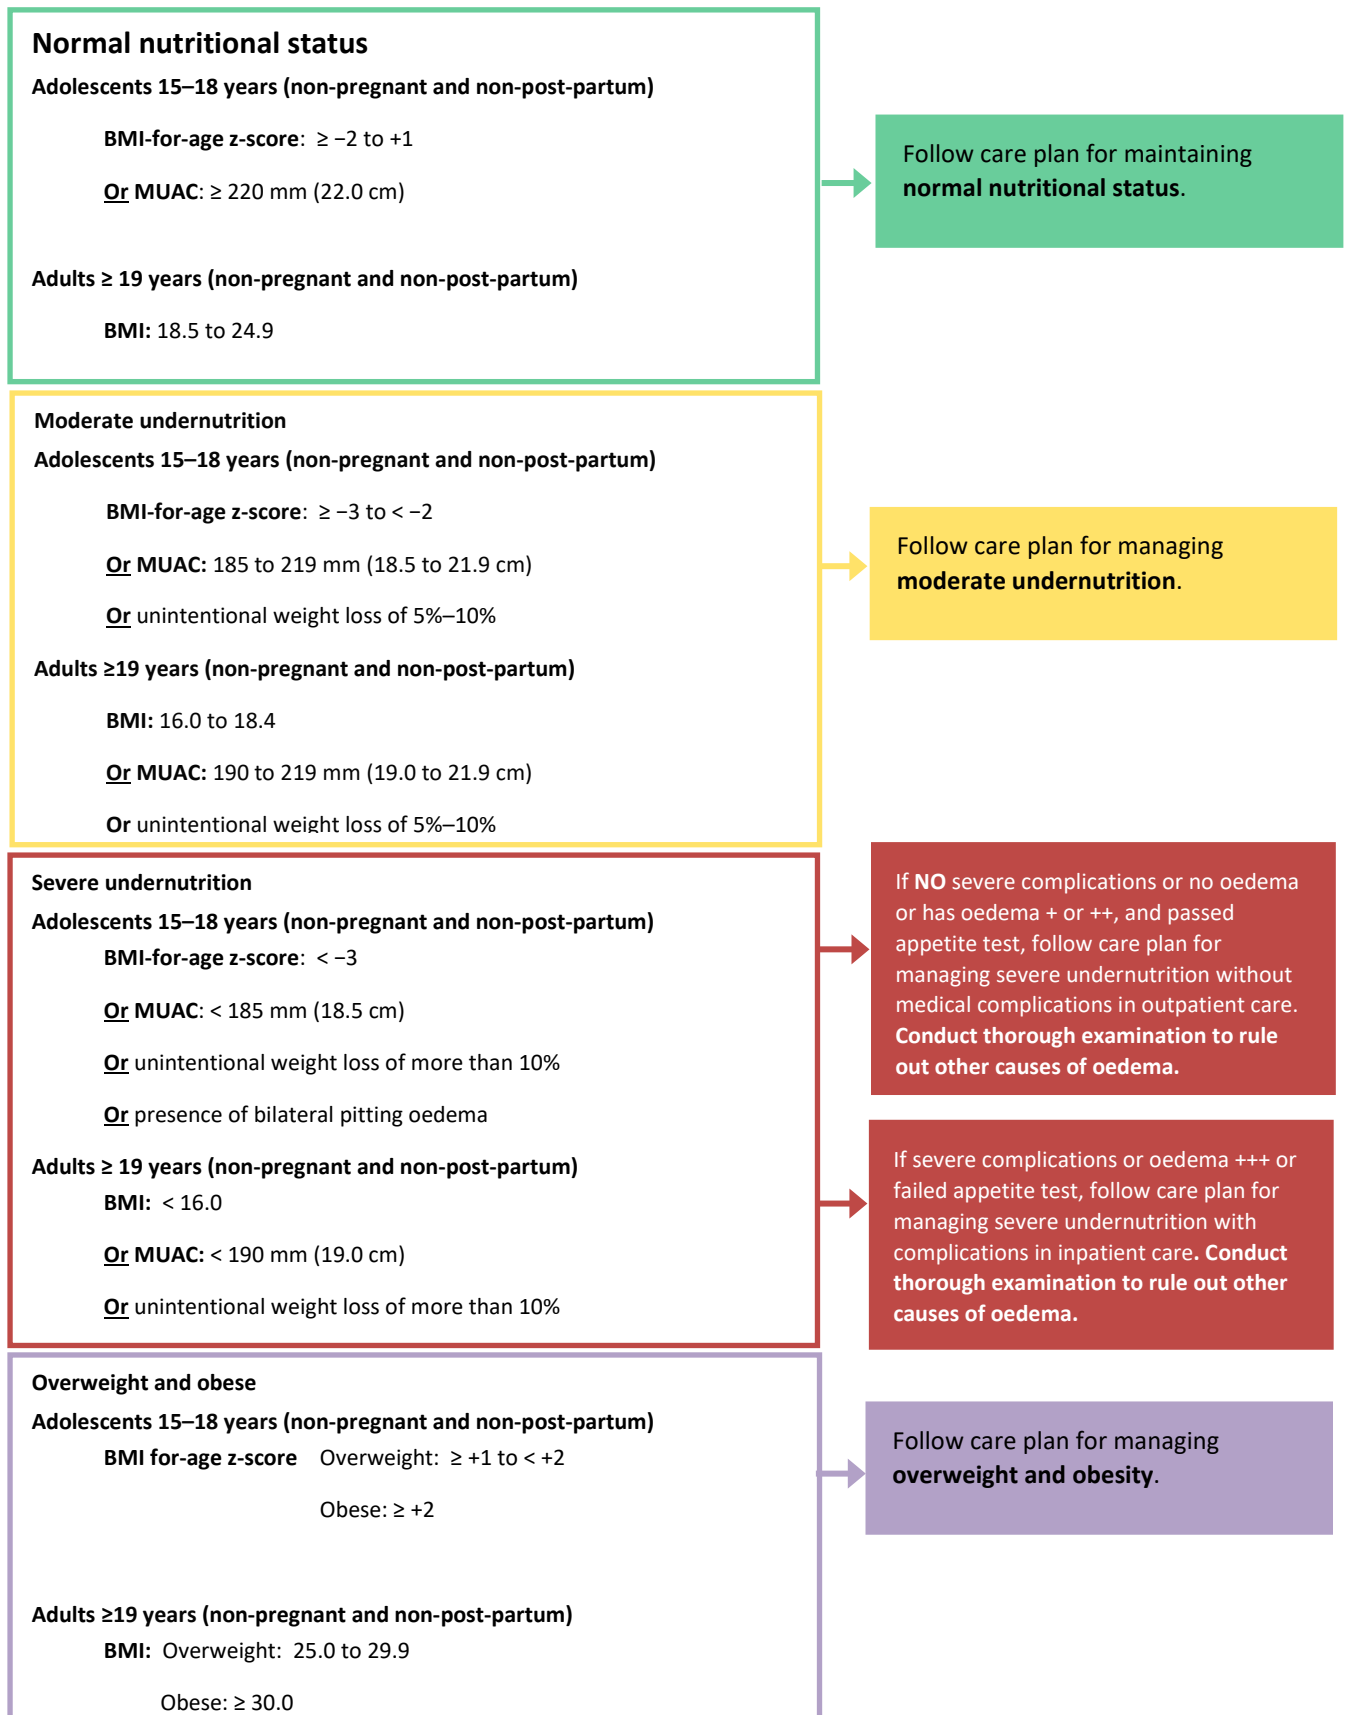 Normal nutritional status
Adolescents 15–18 years (non-pregnant and non-post-partum)
BMI-for-age z-score: ≥ −2 to +1
Or MUAC: ≥ 220 mm (22.0 cm)
Adults ≥ 19 years (non-pregnant and non-post-partum)
BMI: 18.5 to 24.9
Follow care plan for maintaining
normal nutritional status.
Moderate undernutrition
Adolescents 15–18 years (non-pregnant and non-post-partum)
BMI-for-age z-score: ≥ −3 to < −2
Or MUAC: 185 to 219 mm (18.5 to 21.9 cm)
Or unintentional weight loss of 5%–10%
Adults ≥19 years (non-pregnant and non-post-partum)
BMI: 16.0 to 18.4
Or MUAC: 190 to 219 mm (19.0 to 21.9 cm)
Or unintentional weight loss of 5%–10%
Follow care plan for managing
moderate undernutrition.
Severe undernutrition
Adolescents 15–18 years (non-pregnant and non-post-partum)
BMI-for-age z-score: < −3
Or MUAC: < 185 mm (18.5 cm)
Or unintentional weight loss of more than 10%
Or presence of bilateral pitting oedema
Adults ≥ 19 years (non-pregnant and non-post-partum)
BMI: < 16.0
Or MUAC: < 190 mm (19.0 cm)
Or unintentional weight loss of more than 10%
If NO severe complications or no oedema
or has oedema + or ++, and passed
appetite test, follow care plan for
managing severe undernutrition without
medical complications in outpatient care.
Conduct thorough examination to rule
out other causes of oedema.
If severe complications or oedema +++ or
failed appetite test, follow care plan for
managing severe undernutrition with
complications in inpatient care. Conduct
thorough examination to rule out other
causes of oedema.
Overweight and obese
Adolescents 15–18 years (non-pregnant and non-post-partum)
BMI for-age z-score Overweight: ≥ +1 to < +2
Obese: ≥ +2
Adults ≥19 years (non-pregnant and non-post-partum)
BMI: Overweight: 25.0 to 29.9
Obese: ≥ 30.0
Follow care plan for managing
overweight and obesity.